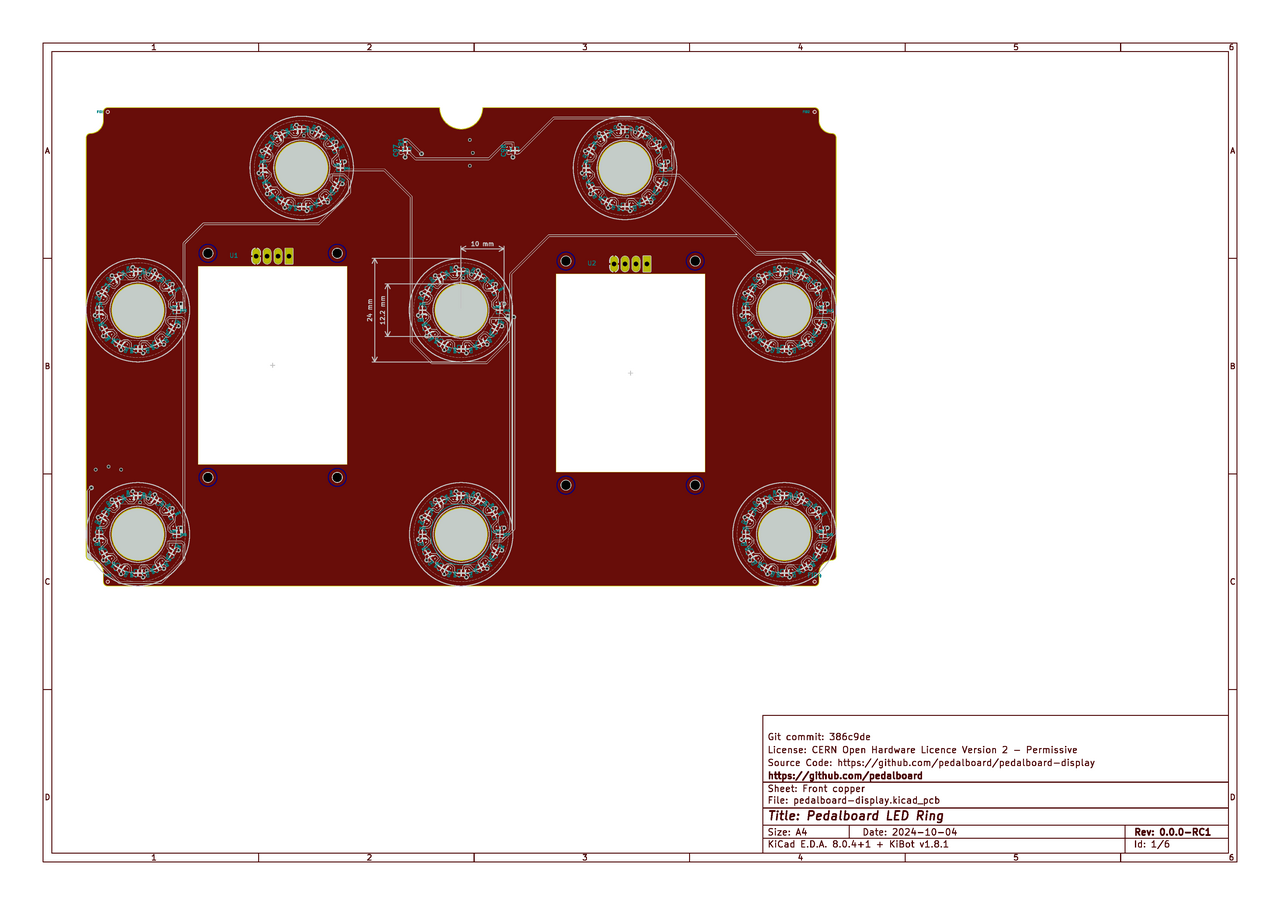 1 2 3 4 5 6
A A
U1
U2
10 mm
24 mm
12.2 mm
B B
C C
D D
Git commit: 386c9de
License: CERN Open Hardware Licence Version 2 - Permissive
Source Code: https://github.com/pedalboard/pedalboard-display
https://github.com/pedalboard
Sheet: Front copper
File: pedalboard-display.kicad_pcb
Title: Pedalboard LED Ring
Size: A4 Date: 2024-10-04 Rev: 0.0.0-RC1
KiCad E.D.A. 8.0.4+1 + KiBot v1.8.1 Id: 1/6
1 2 3 4 5 6